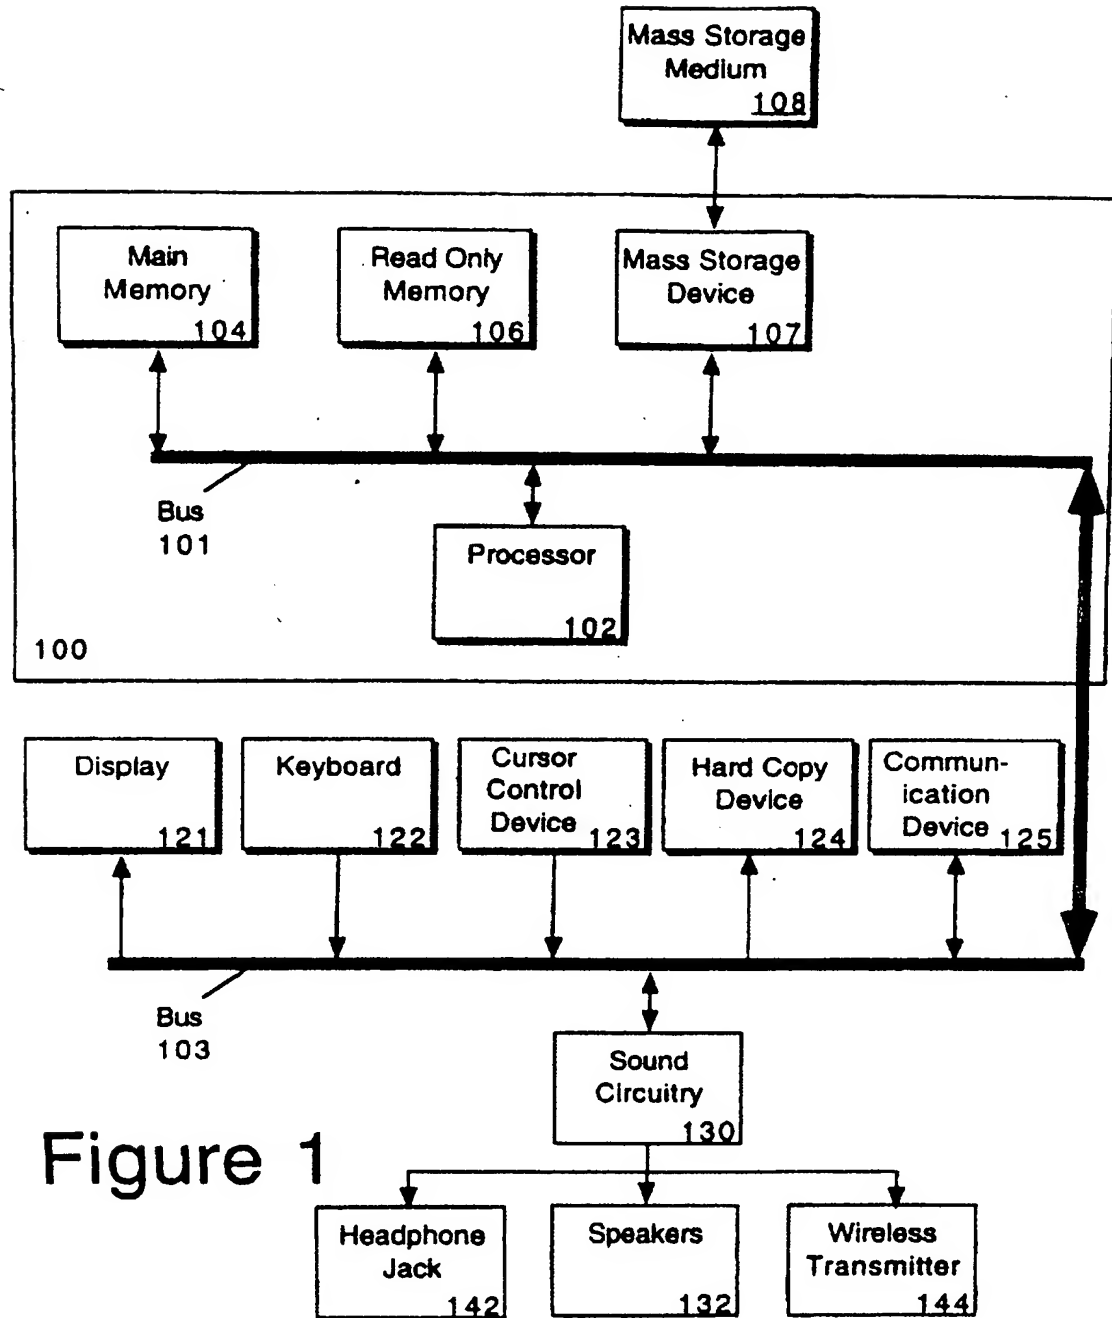 Mass Storage
Medium
108
Main
Memory
104
Read Only
Memory
106
Mass Storage
Device
107
Bus
101
Processor
102
100
Display
121
Keyboard
122
Cursor
Control
Device
123
Hard Copy
Device
124
Commun-
ication
Device
125
Bus
103
Sound
Circuitry
130
Figure 1
Headphone
Jack
142
Speakers
132
Wireless
Transmitter
144